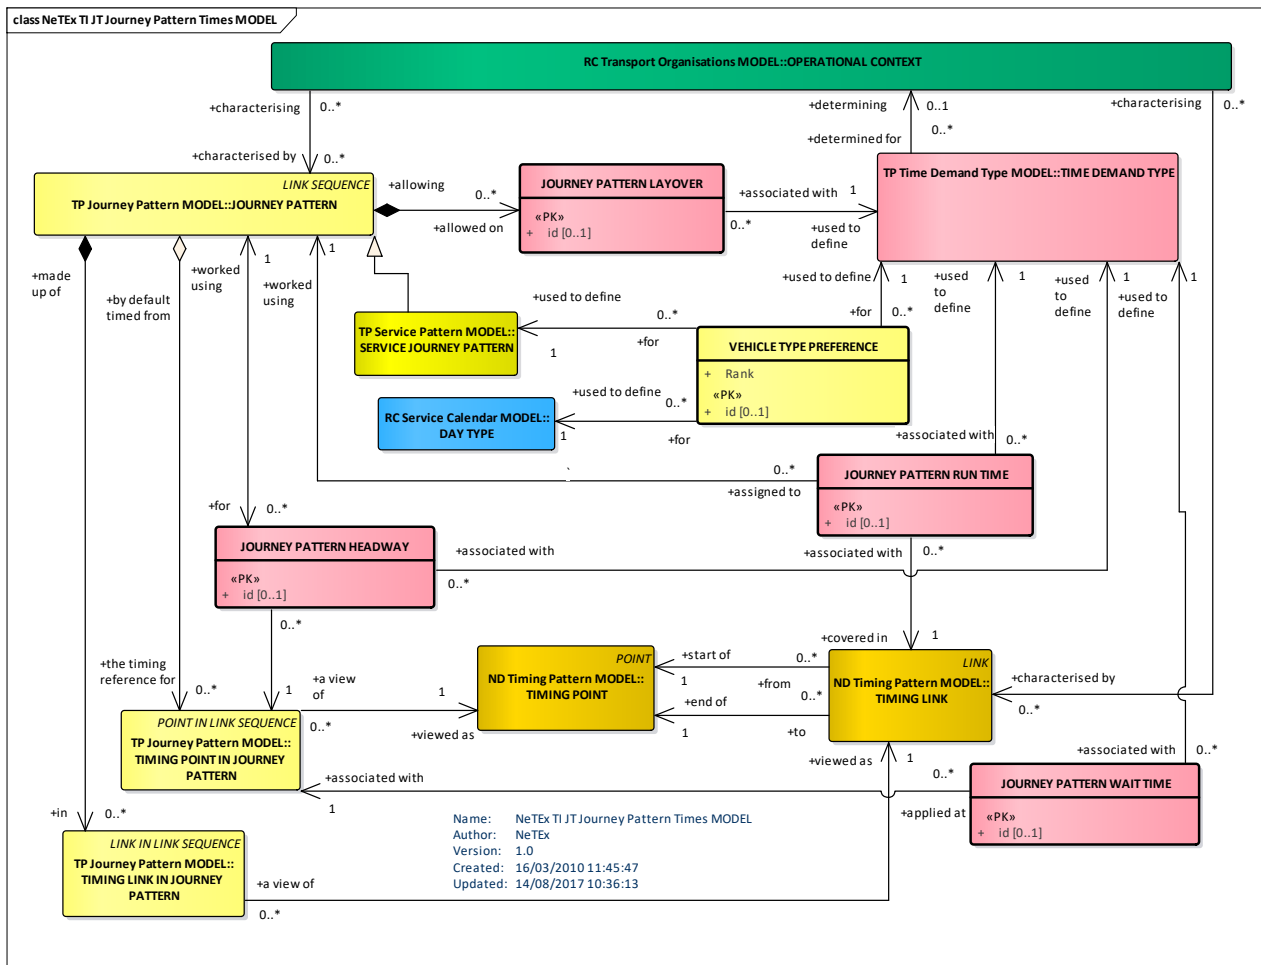 class NeTEx TI JT Journey Pattern Times MODEL
RC Transport Organisations MODEL::OPERATIONAL CONTEXT
+characterising
0..*
+determining
0..1
+characterising
0..*
+determined for
0..*
+characterised by
0..*
LINK SEQUENCE
TP Journey Pattern MODEL::JOURNEY PATTERN
+allowing
0..*
+allowed on
JOURNEY PATTERN LAYOVER
«PK»
+ id [0..1]
+associated with
1
0..*
+used to
define
TP Time Demand Type MODEL::TIME DEMAND TYPE
+made
up of
+by default
timed from
+worked
using
1
+worked
using
1
+used to define
1
+used
to
define
1
+used
to
define
1
+used to
define
1
TP Service Pattern MODEL::
SERVICE JOURNEY PATTERN
+used to define
0..*
1
+for
+for
0..*
VEHICLE TYPE PREFERENCE
+ Rank
«PK»
+ id [0..1]
RC Service Calendar MODEL::
DAY TYPE
+used to define
0..*
1
+for
+associated with
0..*
0..*
+assigned to
JOURNEY PATTERN RUN TIME
«PK»
+ id [0..1]
+for
0..*
JOURNEY PATTERN HEADWAY
«PK»
+ id [0..1]
+associated with
0..*
+associated with
0..*
0..*
+covered in
1
+the timing
reference for
0..*
1
+a view
of
1
0..*
+viewed as
POINT
ND Timing Pattern MODEL::
TIMING POINT
+start of
0..*
1
+from
0..*
+end of
1
+to
LINK
ND Timing Pattern MODEL::
TIMING LINK
+characterised by
0..*
POINT IN LINK SEQUENCE
TP Journey Pattern MODEL::
TIMING POINT IN JOURNEY
PATTERN
+viewed as
1
+associated with
0..*
+associated with
1
0..*
+applied at
JOURNEY PATTERN WAIT TIME
«PK»
+ id [0..1]
+in
0..*
LINK IN LINK SEQUENCE
TP Journey Pattern MODEL::
TIMING LINK IN JOURNEY
PATTERN
+a view of
0..*
Name: NeTEx TI JT Journey Pattern Times MODEL
Author: NeTEx
Version: 1.0
Created: 16/03/2010 11:45:47
Updated: 14/08/2017 10:36:13